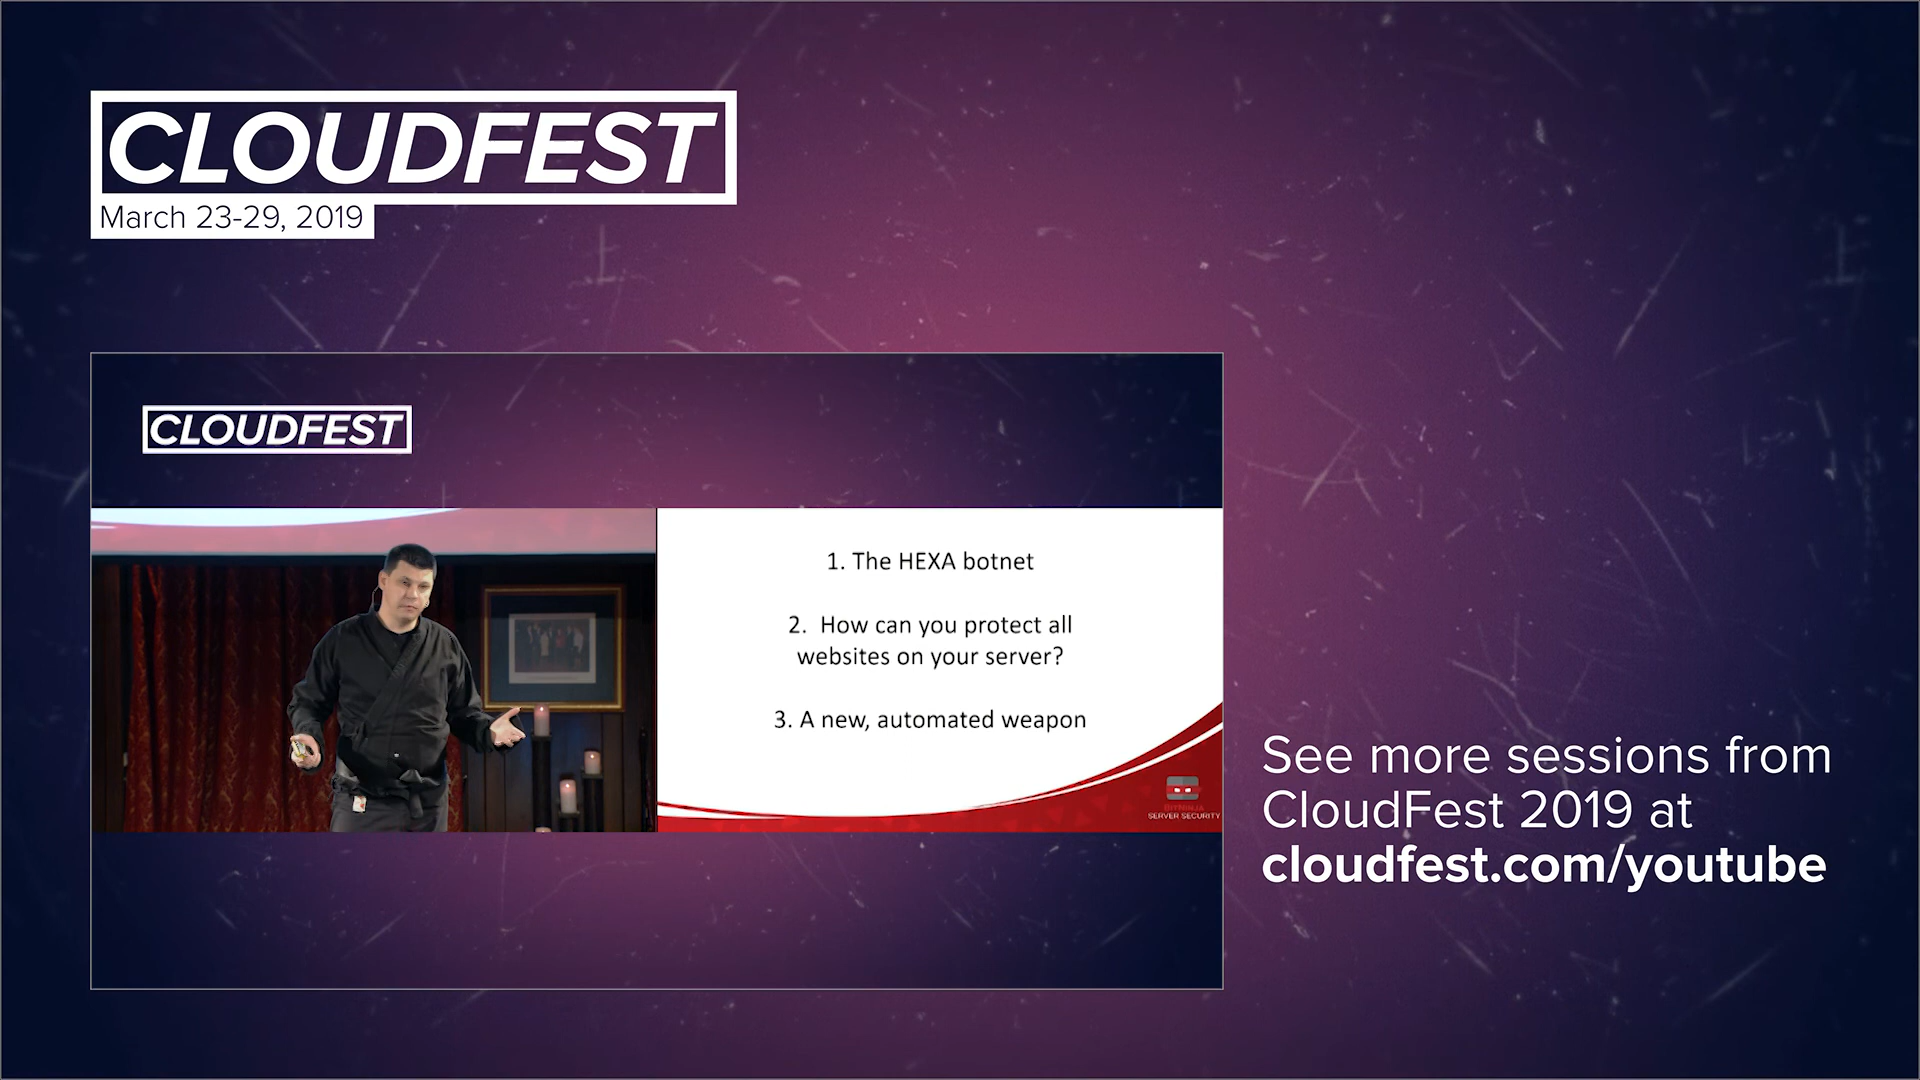 CLOUDFEST
March 23-29, 2019
CLOUDFEST
1. The HEXA botnet
2. How can you protect all
websites on your server?
3. A new, automated weapon
BITNINJA
SERVER SECURITY
See more sessions from
CloudFest 2019 at
cloudfest.com/youtube